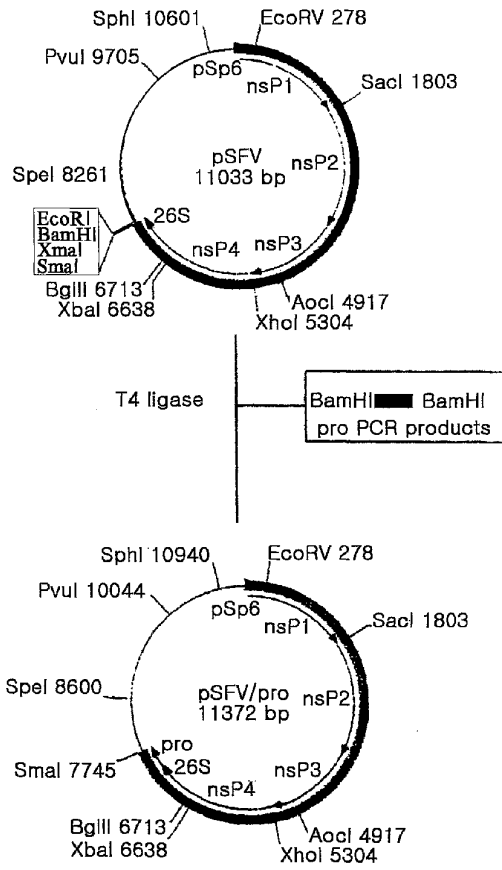 SphI 10601
EcoRV 278
PvuI 9705
pSp6
nsP1
SacI 1803
pSFV
11033 bp
nsP2
SpeI 8261
EcoRI
BamHI
XmaI
SmaI
26S
nsP4
nsP3
BglII 6713
XbaI 6638
AocI 4917
XhoI 5304
T4 ligase
BamHI BamHI
pro PCR products
SphI 10940
EcoRV 278
PvuI 10044
pSp6
nsP1
SacI 1803
SpeI 8600
pSFV/pro
11372 bp
nsP2
pro
SmaI 7745
26S
nsP4
nsP3
BglII 6713
XbaI 6638
AocI 4917
XhoI 5304